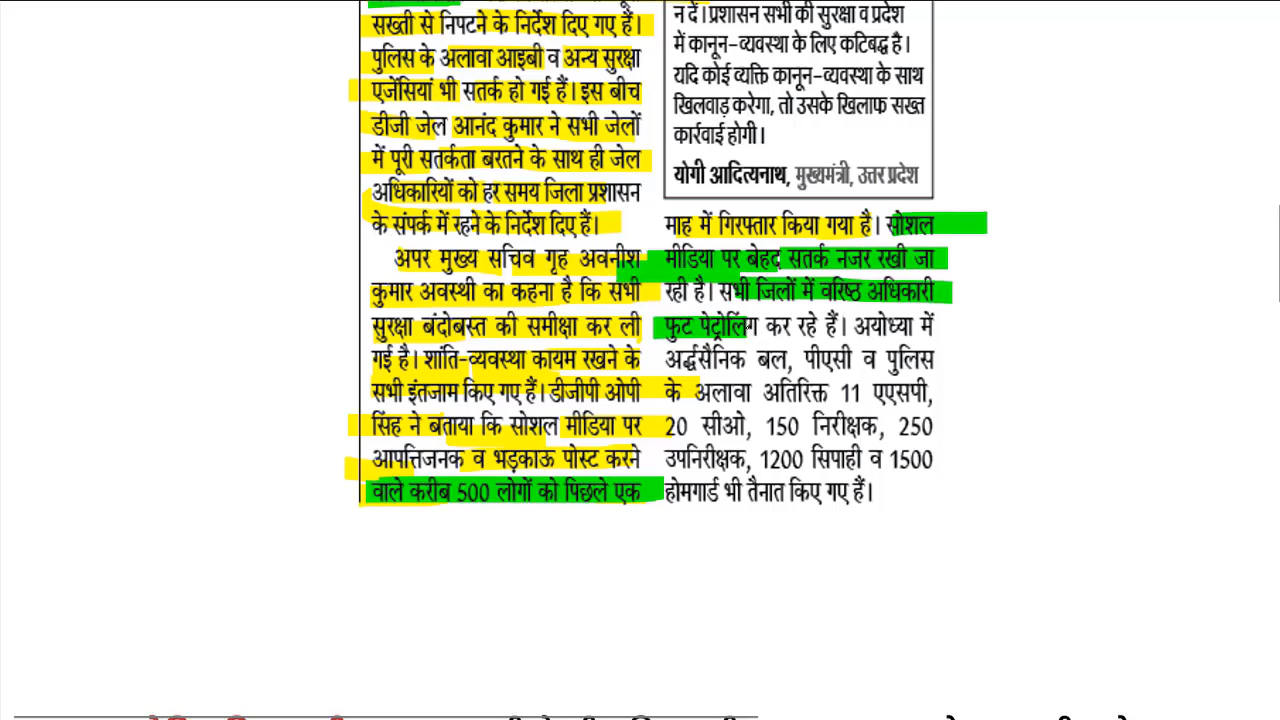 सख्ती से निपटने के निर्देश दिए गए हैं।
पुलिस के अलावा आइबी व अन्य सुरक्षा
एजेंसियां भी सतर्क हो गई हैं। इस बीच
डीजी जेल आनंद कुमार ने सभी जेलों
में पूरी सतर्कता बरतने के साथ ही जेल
अधिकारियों को हर समय जिला प्रशासन
के संपर्क में रहने के निर्देश दिए हैं।
अपर मुख्य सचिव गृह अवनीश
कुमार अवस्थी का कहना है कि सभी
सुरक्षा बंदोबस्त की समीक्षा कर ली
गई है। शांति-व्यवस्था कायम रखने के
सभी इंतजाम किए गए हैं। डीजीपी ओपी
सिंह ने बताया कि सोशल मीडिया पर
आपत्तिजनक व भड़काऊ पोस्ट करने
वाले करीब 500 लोगों को पिछले एक
न दें। प्रशासन सभी की सुरक्षा व प्रदेश
में कानून-व्यवस्था के लिए कटिबद्ध है।
यदि कोई व्यक्ति कानून-व्यवस्था के साथ
खिलवाड़ करेगा, तो उसके खिलाफ सख्त
कार्रवाई होगी।
योगी आदित्यनाथ, मुख्यमंत्री, उत्तर प्रदेश
माह में गिरफ्तार किया गया है। सोशल
मीडिया पर बेहद सतर्क नजर रखी जा
रही है। सभी जिलों में वरिष्ठ अधिकारी
फुट पेट्रोलिंग कर रहे हैं। अयोध्या में
अर्द्धसैनिक बल, पीएसी व पुलिस
के अलावा अतिरिक्त 11 एएसपी,
20 सीओ, 150 निरीक्षक, 250
उपनिरीक्षक, 1200 सिपाही व 1500
होमगार्ड भी तैनात किए गए हैं।